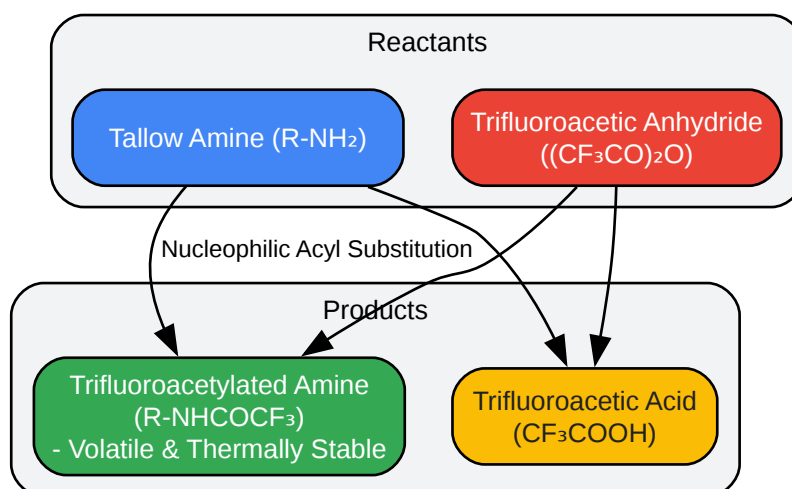 Reactants
Tallow Amine (R-NH₂)
Trifluoroacetic Anhydride
((CF₃CO)₂O)
Nucleophilic Acyl Substitution
Products
Trifluoroacetylated Amine
(R-NHCOCF₃)
- Volatile & Thermally Stable
Trifluoroacetic Acid
(CF₃COOH)